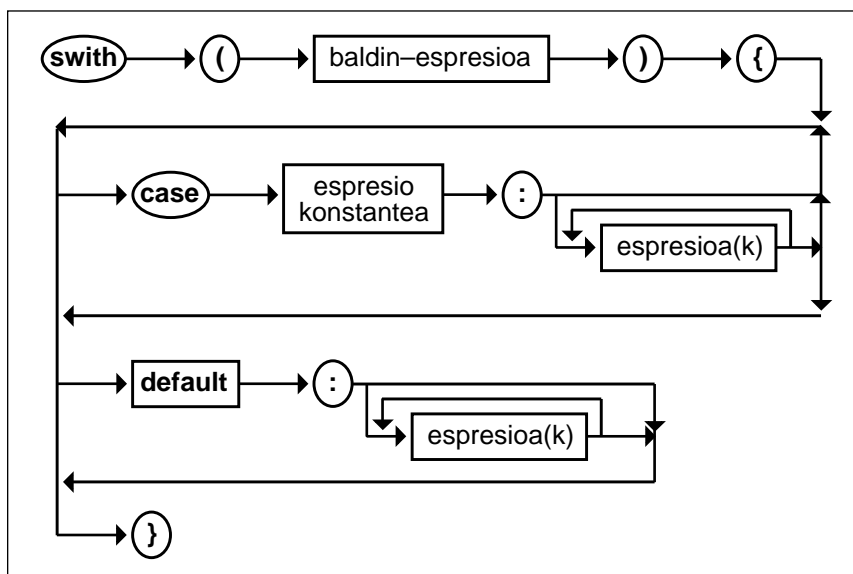 swith ( baldin–espresioa ) {
case espresio konstantea :
espresioa(k)
default :
espresioa(k)
}